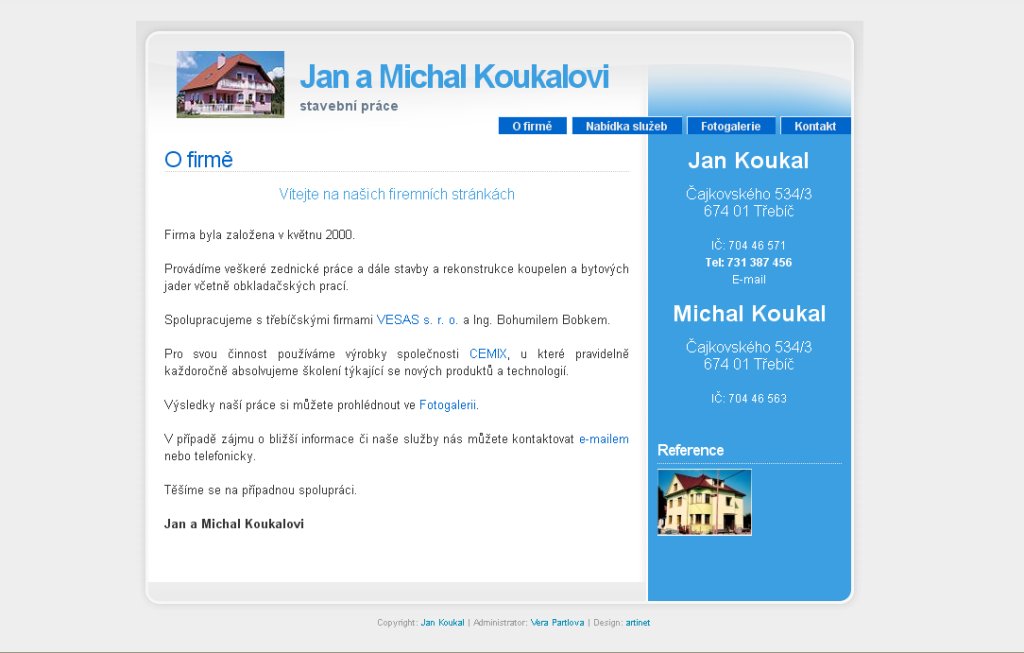 Jan a Michal Koukalovi
stavební práce
O firmě
Nabídka služeb
Fotogalerie
Kontakt
O firmě
Vítejte na našich firemních stránkách
Firma byla založena v květnu 2000.
Provádíme veškeré zednické práce a dále stavby a rekonstrukce koupelen a bytových
jader včetně obkladačských prací.
Spolupracujeme s třebíčskými firmami VESAS s. r. o. a Ing. Bohumilem Bobkem.
Pro svou činnost používáme výrobky společnosti CEMIX, u které pravidelně
každoročně absolvujeme školení týkající se nových produktů a technologií.
Výsledky naší práce si můžete prohlédnout ve Fotogalerii.
V případě zájmu o bližší informace či naše služby nás můžete kontaktovat e-mailem
nebo telefonicky.
Těšíme se na případnou spolupráci.
Jan a Michal Koukalovi
Jan Koukal
Čajkovského 534/3
674 01 Třebíč
IČ: 704 46 571
Tel: 731 387 456
E-mail
Michal Koukal
Čajkovského 534/3
674 01 Třebíč
IČ: 704 46 563
Reference
Copyright: Jan Koukal | Administrator: Vera Partlova | Design: artinet